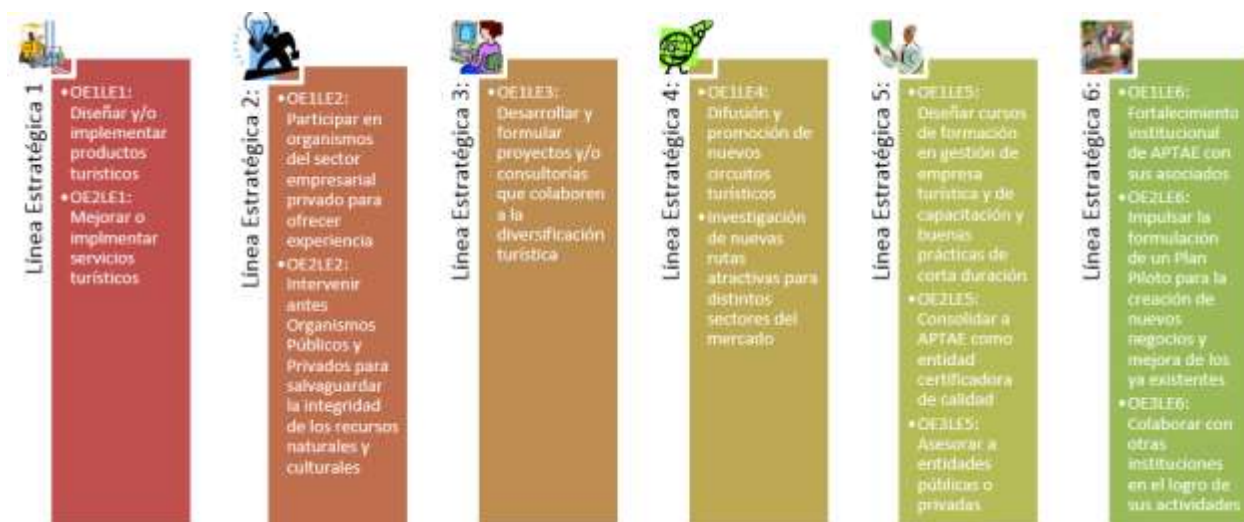 Línea Estratégica 1
•OE1LE1:
Diseñar y/o
implementar
productos
turísticos
•OE2LE1:
Mejorar o
implmentar
servicios
turísticos
Línea Estratégica 2:
•OE1LE2:
Participar en
organismos
del sector
empresarial
privado para
ofrecer
experiencia
•OE2LE2:
Intervenir
antes
Organismos
Públicos y
Privados para
salvaguardar
la integridad
de los recursos
naturales y
culturales
Línea Estratégica 3:
•OE1LE3:
Desarrollar y
formular
proyectos y/o
consultorías
que colaboren
a la
diversificación
turística
Línea Estratégica 4:
•OE1LE4:
Difusión y
promoción de
nuevos
circuitos
turísticos
•Investigación
de nuevas
rutas
atractivas para
distintos
sectores del
mercado
Línea Estratégica 5:
•OE1LE5:
Diseñar cursos
de formación
en gestión de
empresa
turística y de
capacitación y
buenas
prácticas de
corta duración
•OE2LE5:
Consolidar a
APTAE como
entidad
certificadora
de calidad
•OE3LE5:
Asesorar a
entidades
públicas o
privadas
Línea Estratégica 6:
•OE1LE6:
Fortalecimiento
institucional
de APTAE con
sus asociados
•OE2LE6:
Impulsar la
formulación
de un Plan
Piloto para la
creación de
nuevos
negocios y
mejora de los
ya existentes
•OE3LE6:
Colaborar con
otras
instituciones
en el logro de
sus actividades